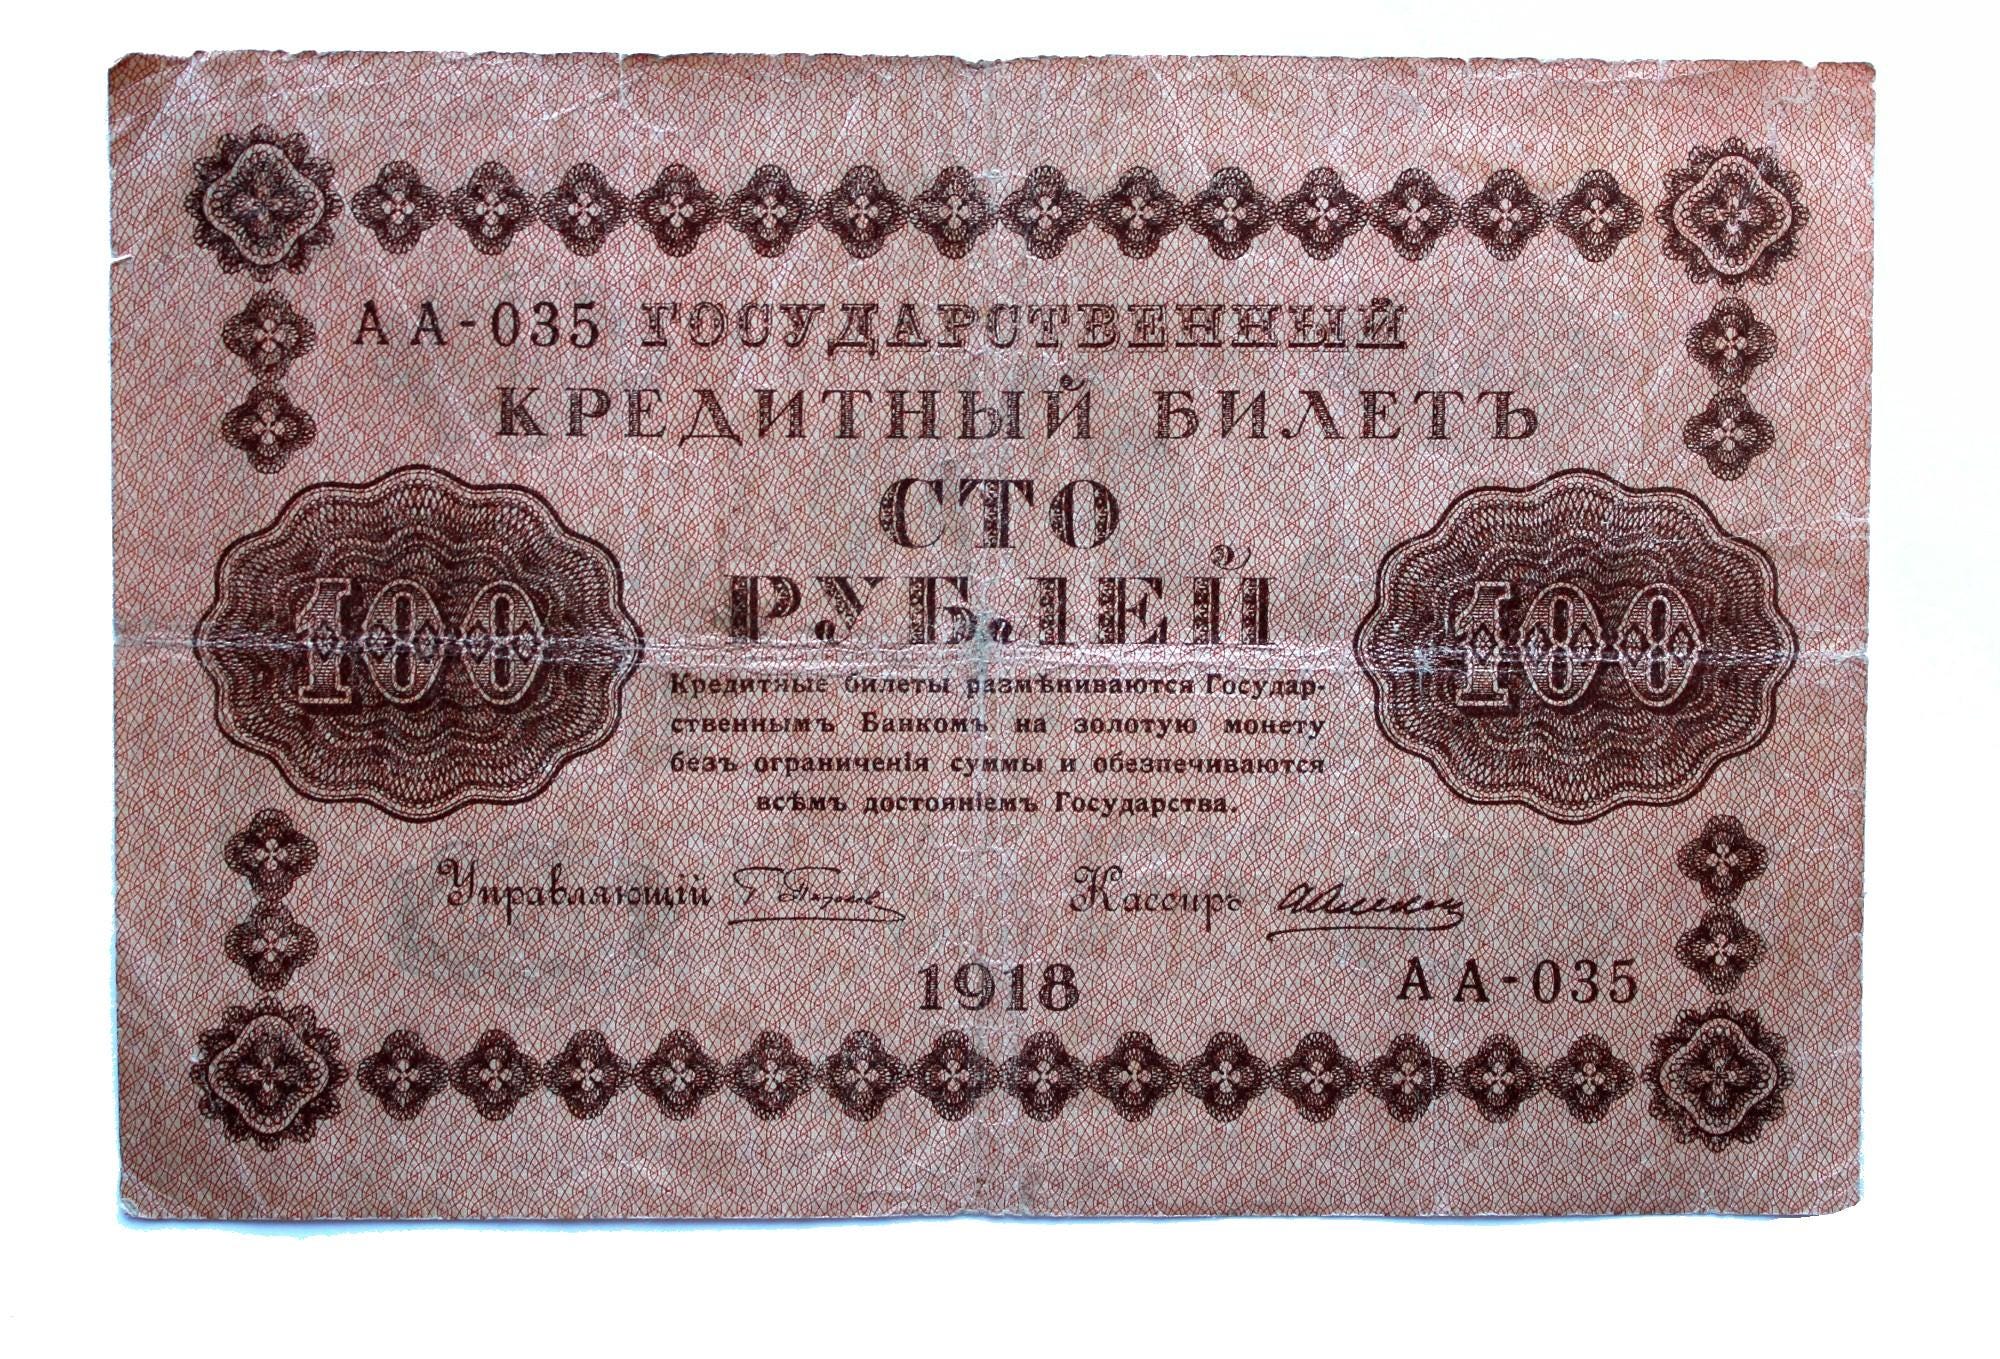 АА-035 ГОСУДАРСТВЕННЫЙ
КРЕДИТНЫЙ БИЛЕТЪ
СТО
РУБЛЕЙ
100
100
Кредитные билеты размѣниваются Государ-
ственнымъ Банкомъ на золотую монету
безъ ограниченія суммы и обезпечиваются
всѣмъ достояніемъ Государства.
Управляющій
Кассиръ
1918
АА-035